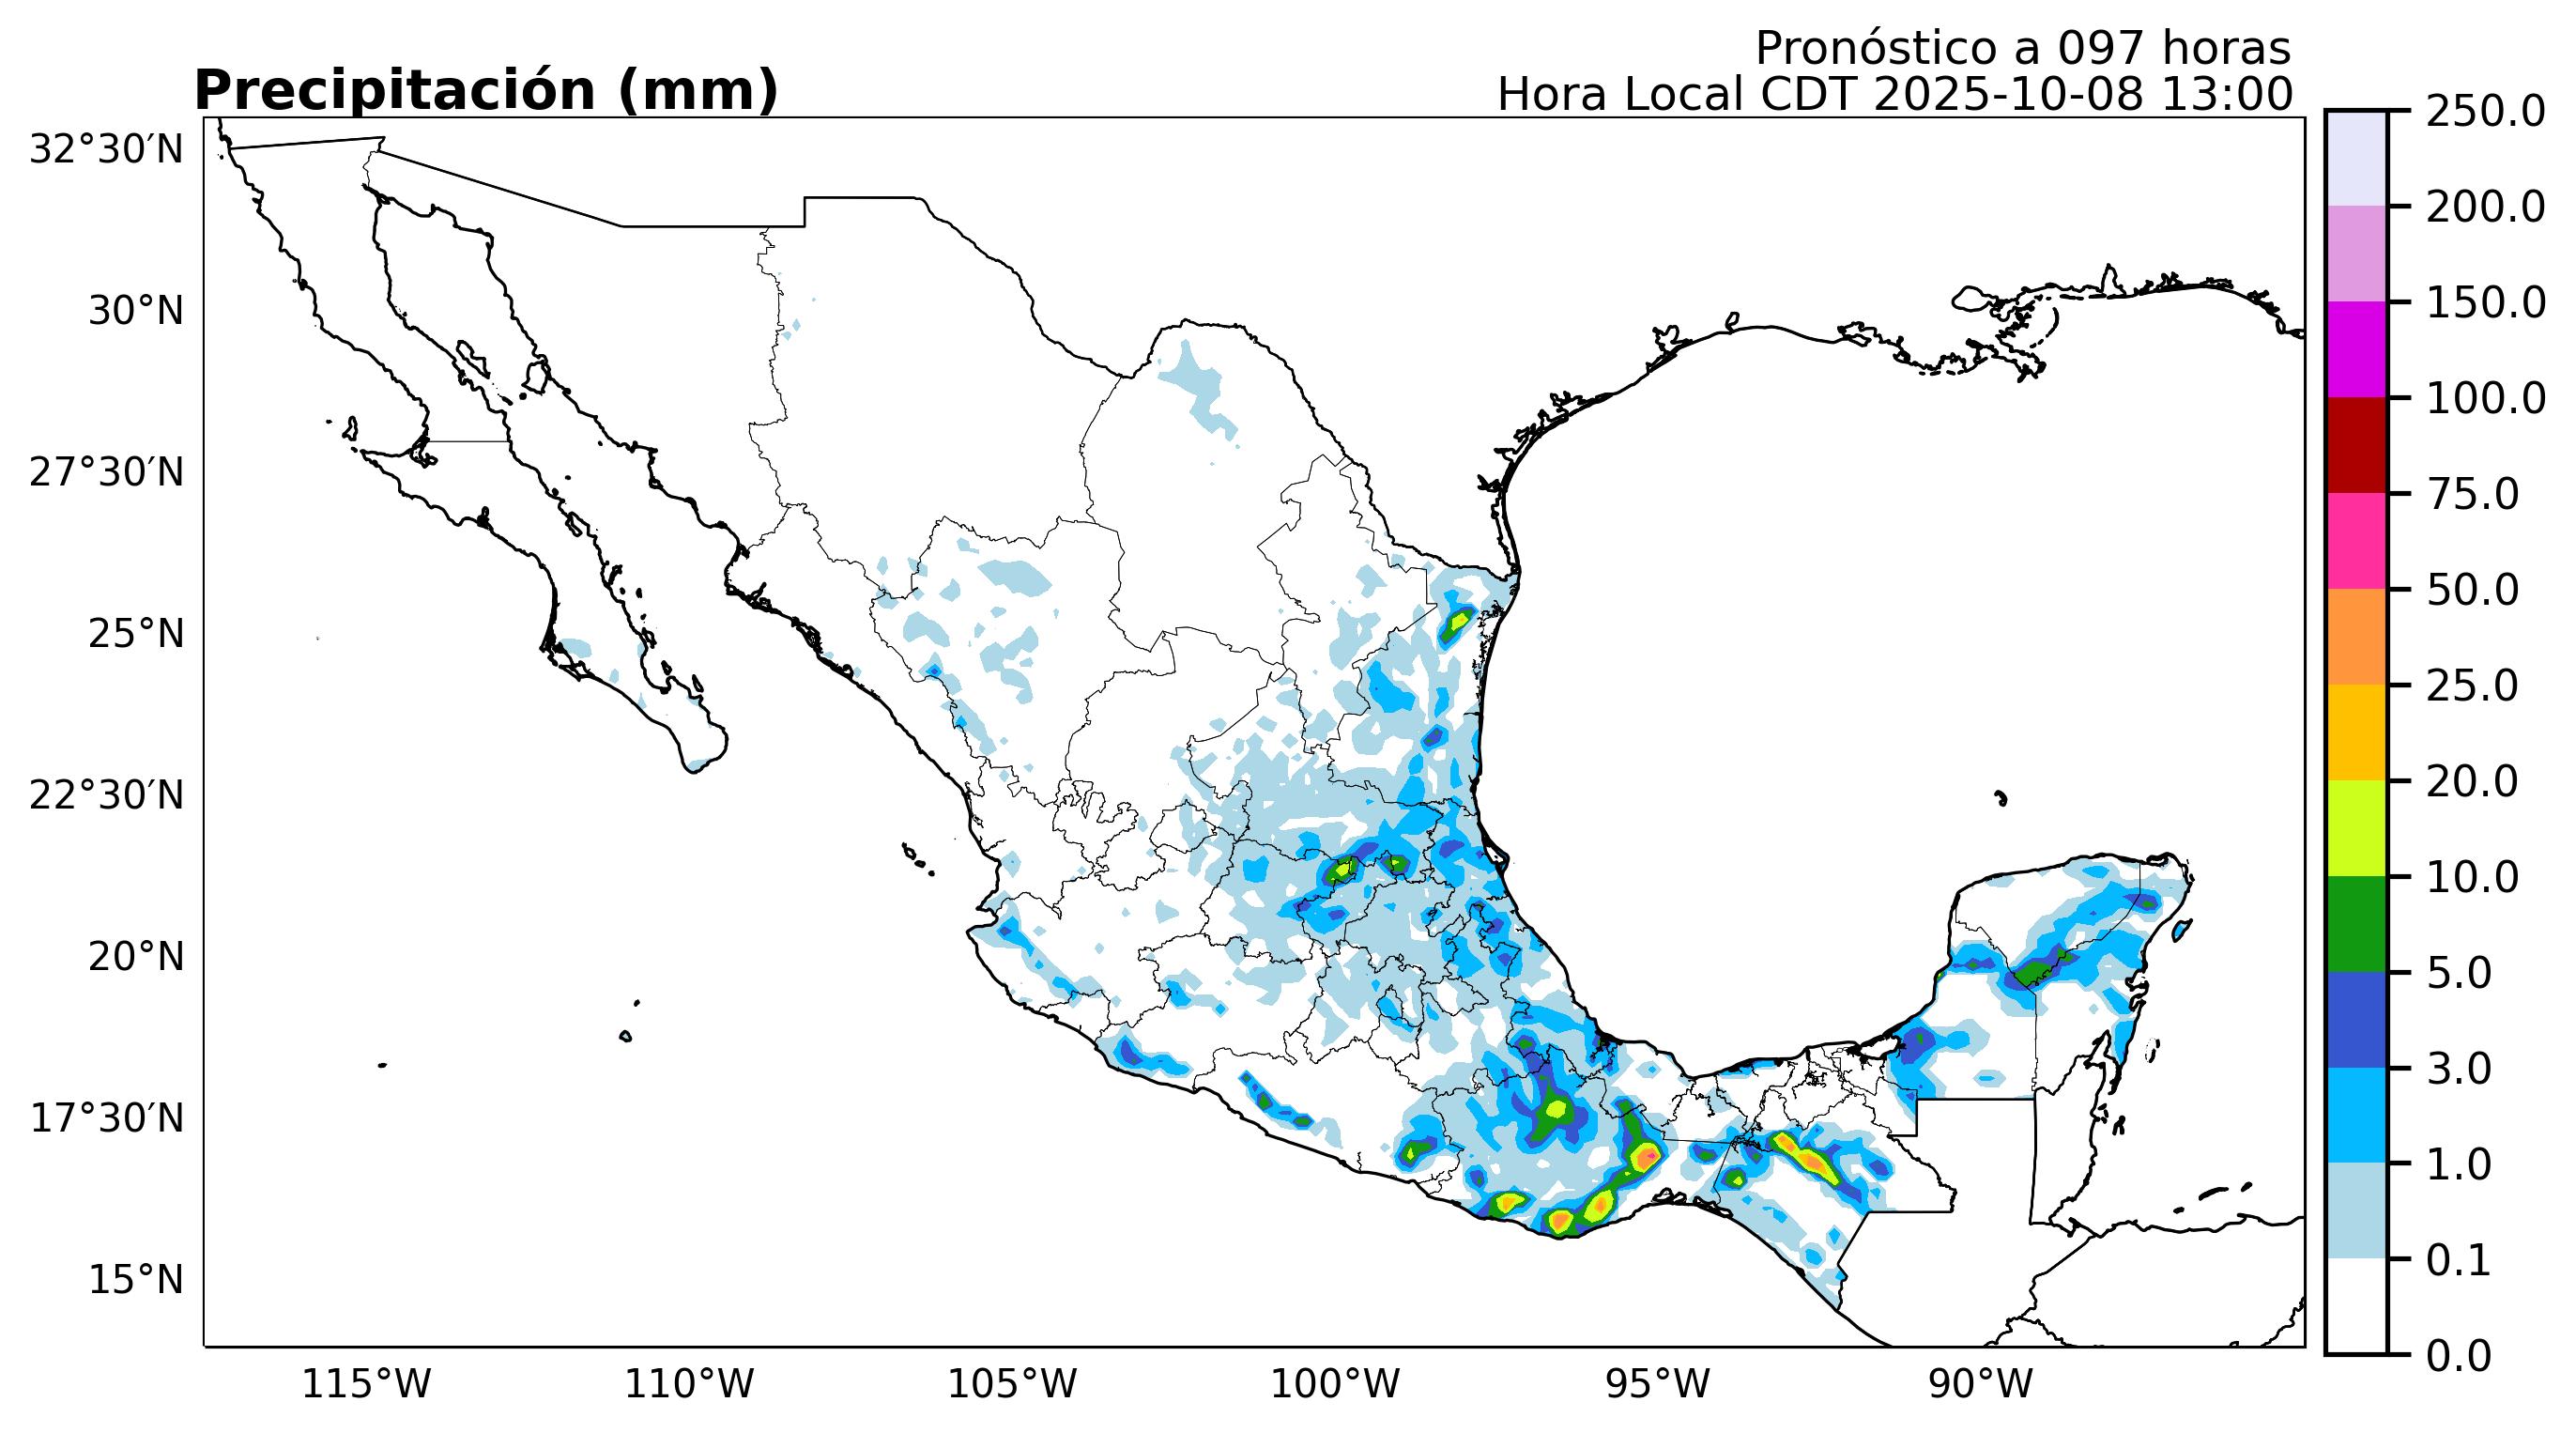 Pronóstico a 097 horas
Precipitación (mm)
Hora Local CDT 2025-10-08 13:00
32°30′N
30°N
27°30′N
25°N
22°30′N
20°N
17°30′N
15°N
115°W
110°W
105°W
100°W
95°W
90°W
250.0
200.0
150.0
100.0
75.0
50.0
25.0
20.0
10.0
5.0
3.0
1.0
0.1
0.0